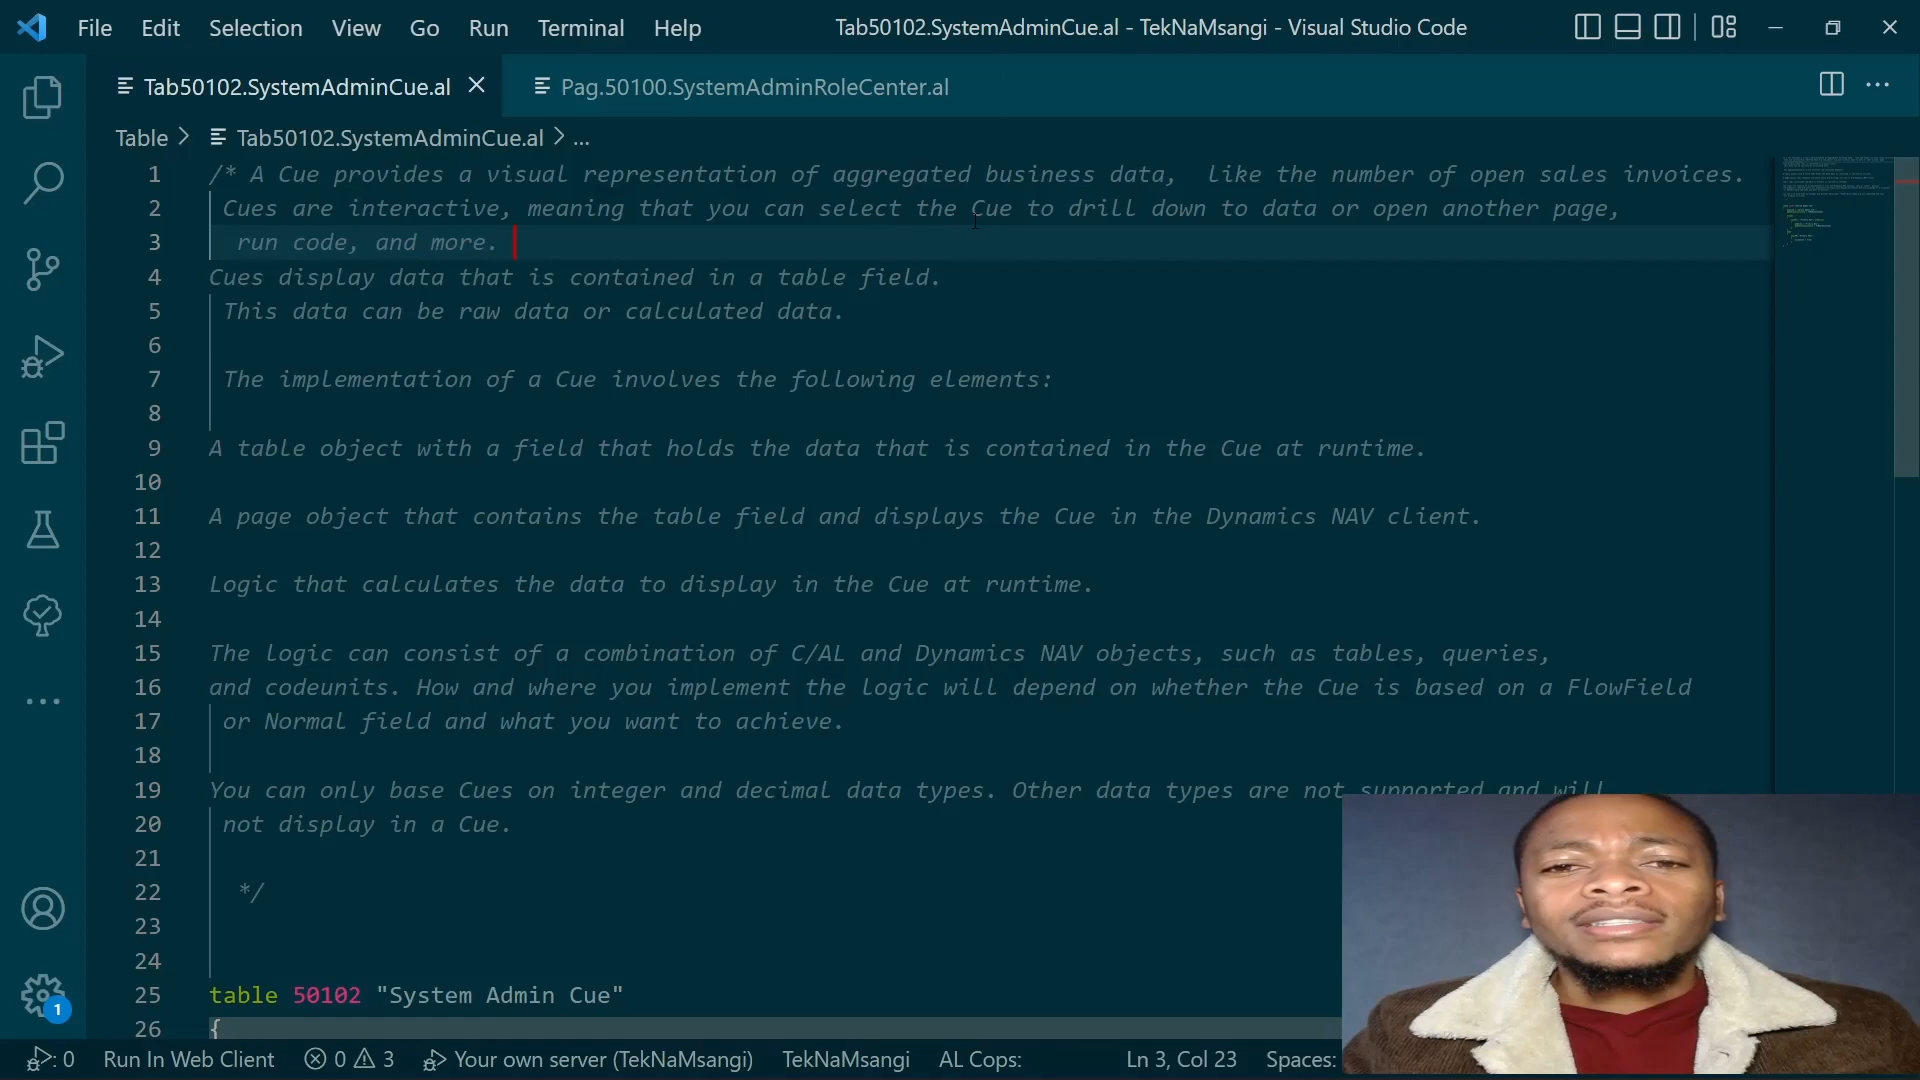 File Edit Selection View Go Run Terminal Help Tab50102.SystemAdminCue.al - TekNaMsangi - Visual Studio Code
Tab50102.SystemAdminCue.al Pag.50100.SystemAdminRoleCenter.al
Table > Tab50102.SystemAdminCue.al > ...
1 /* A Cue provides a visual representation of aggregated business data,  like the number of open sales invoices.
2 Cues are interactive, meaning that you can select the Cue to drill down to data or open another page,
3 run code, and more.
4 Cues display data that is contained in a table field.
5 This data can be raw data or calculated data.
6
7 The implementation of a Cue involves the following elements:
8
9 A table object with a field that holds the data that is contained in the Cue at runtime.
10
11 A page object that contains the table field and displays the Cue in the Dynamics NAV client.
12
13 Logic that calculates the data to display in the Cue at runtime.
14
15 The logic can consist of a combination of C/AL and Dynamics NAV objects, such as tables, queries,
16 and codeunits. How and where you implement the logic will depend on whether the Cue is based on a FlowField
17 or Normal field and what you want to achieve.
18
19 You can only base Cues on integer and decimal data types. Other data types are not supported and will
20 not display in a Cue.
21
22 */
23
24
25 table 50102 "System Admin Cue"
26 {
1
: 0 Run In Web Client 0 3 Your own server (TekNaMsangi) TekNaMsangi AL Cops: Ln 3, Col 23 Spaces: